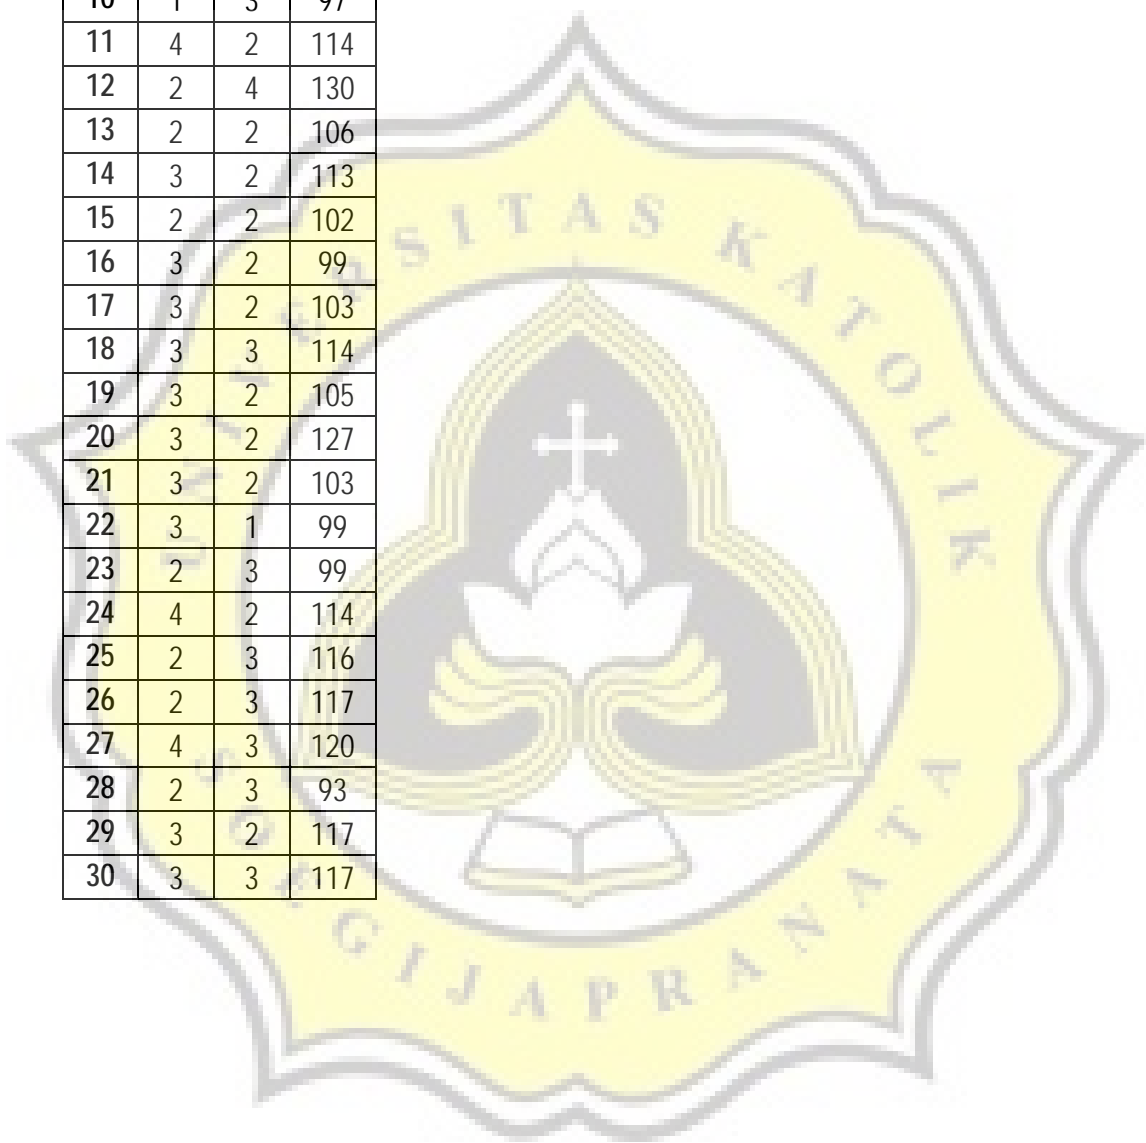 10 1 3 97
11 4 2 114
12 2 4 130
13 2 2 106
14 3 2 113
15 2 2 102
16 3 2 99
17 3 2 103
18 3 3 114
19 3 2 105
20 3 2 127
21 3 2 103
22 3 1 99
23 2 3 99
24 4 2 114
25 2 3 116
26 2 3 117
27 4 3 120
28 2 3 93
29 3 2 117
30 3 3 117
UNIVERSITAS KATOLIK
SOEGIJAPRANATA